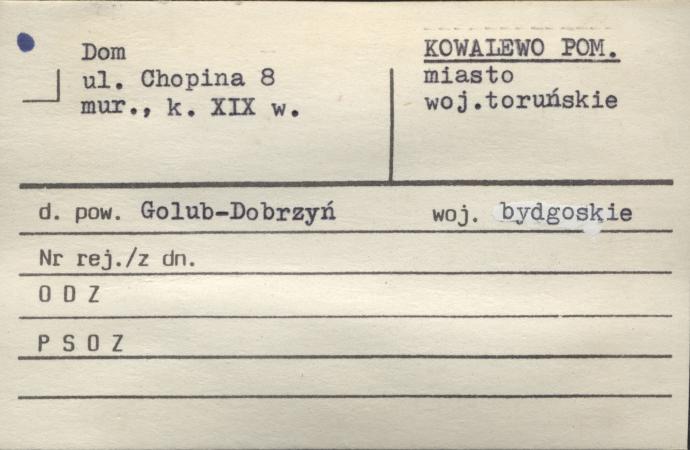 Dom
ul. Chopina 8
mur., k. XIX w.
KOWALEWO POM.
miasto
woj.toruńskie
d. pow. Golub-Dobrzyń woj. bydgoskie
Nr rej./z dn.
O D Z
P S O Z